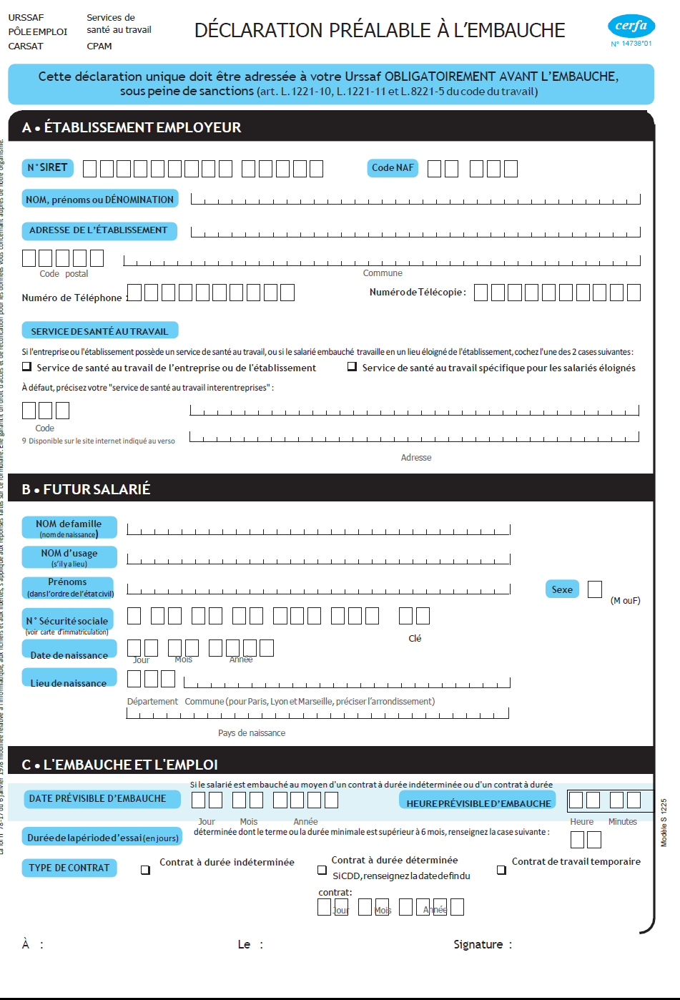 URSSAF
PÔLE EMPLOI
CARSAT
Services de
santé au travail
CPAM
DÉCLARATION PRÉALABLE À L’EMBAUCHE
cerfa
N° 14738*01
Cette déclaration unique doit être adressée à votre Urssaf OBLIGATOIREMENT AVANT L’EMBAUCHE,
sous peine de sanctions (art. L.1221-10, L.1221-11 et L.8221-5 du code du travail)
A • ÉTABLISSEMENT EMPLOYEUR
N° SIRET
Code NAF
NOM, prénoms ou DÉNOMINATION
ADRESSE DE L’ÉTABLISSEMENT
Code postal
Commune
Numéro de Téléphone :
Numéro de Télécopie :
SERVICE DE SANTÉ AU TRAVAIL
Si l'entreprise ou l'établissement possède un service de santé au travail, ou si le salarié embauché travaille en un lieu éloigné de l'établissement, cochez l'une des 2 cases suivantes :
Service de santé au travail de l’entreprise ou de l'établissement
Service de santé au travail spécifique pour les salariés éloignés
À défaut, précisez votre "service de santé au travail interentreprises" :
Code
9 Disponible sur le site internet indiqué au verso
Adresse
B • FUTUR SALARIÉ
NOM de famille
(nom de naissance)
NOM d’usage
(s’il y a lieu)
Prénoms
(dans l’ordre de l’état civil)
Sexe
(M ou F)
N° Sécurité sociale
(voir carte d’immatriculation)
Clé
Date de naissance
Jour
Mois
Année
Lieu de naissance
Département
Commune (pour Paris, Lyon et Marseille, préciser l’arrondissement)
Pays de naissance
C • L'EMBAUCHE ET L'EMPLOI
Si le salarié est embauché au moyen d'un contrat à durée indéterminée ou d'un contrat à durée
DATE PRÉVISIBLE D’EMBAUCHE
HEURE PRÉVISIBLE D’EMBAUCHE
Jour
Mois
Année
Heure
Minutes
Durée de la période d’essai (en jours)
déterminée dont le terme ou la durée minimale est supérieur à 6 mois, renseignez la case suivante :
TYPE DE CONTRAT
Contrat à durée indéterminée
Contrat à durée déterminée
Si CDD, renseignez la date de fin du
contrat:
Contrat de travail temporaire
Jour
Mois
Année
À :
Le :
Signature :
Modèle S 1225
La loi n° 78-17 du 6 janvier 1978 modifiée relative à l'informatique, aux fichiers et aux libertés, s'applique aux réponses faites sur ce formulaire. Elle garantit un droit d'accès et de rectification pour les données vous concernant auprès de notre organisme.